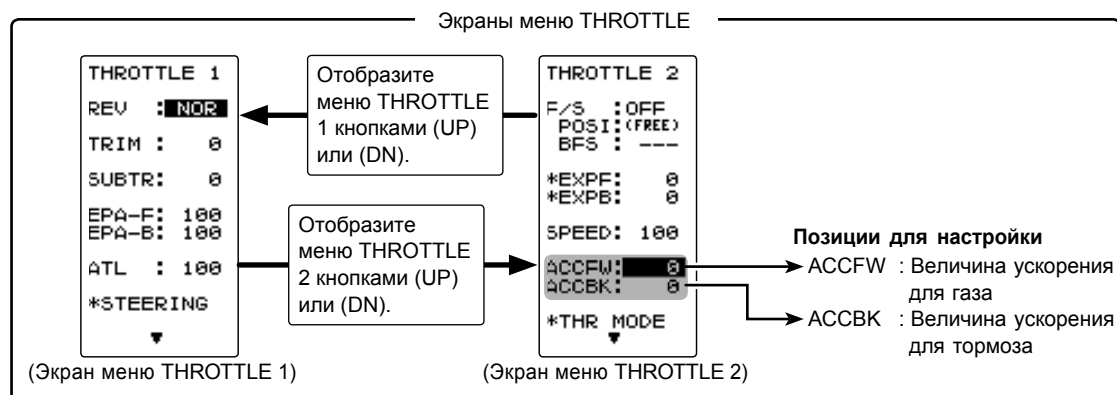 Экраны меню THROTTLE
THROTTLE 1
REV : NOR
TRIM : 0
SUBTR: 0
EPA-F: 100
EPA-B: 100
ATL : 100
*STEERING
▼
(Экран меню THROTTLE 1)
Отобразите
меню THROTTLE
1 кнопками (UP)
или (DN).
Отобразите
меню THROTTLE
2 кнопками (UP)
или (DN).
THROTTLE 2
F/S :OFF
POSI:(FREE)
BFS : ---
*EXPF: 0
*EXPB: 0
SPEED: 100
ACCFW: 0
ACCBK: 0
*THR MODE
▼
(Экран меню THROTTLE 2)
Позиции для настройки
ACCFW : Величина ускорения
для газа
ACCBK : Величина ускорения
для тормоза